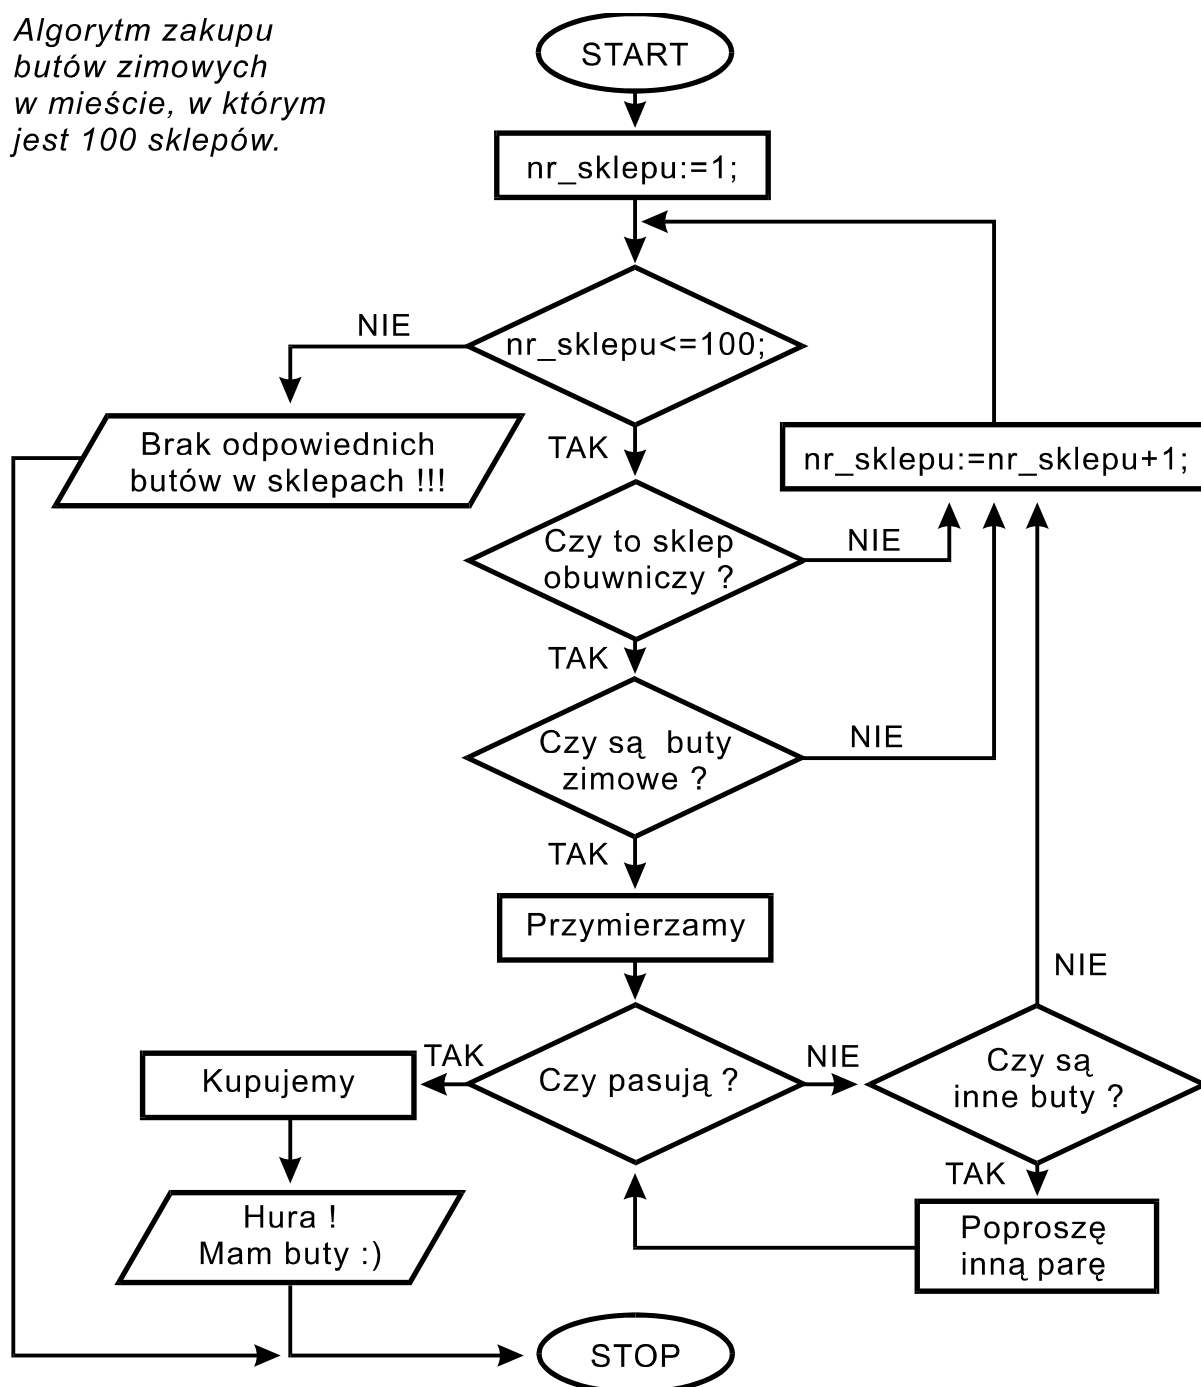 Algorytm zakupu
butów zimowych
w mieście, w którym
jest 100 sklepów.
START
nr_sklepu:=1;
NIE
nr_sklepu<=100;
Brak odpowiednich
butów w sklepach !!!
TAK
nr_sklepu:=nr_sklepu+1;
Czy to sklep
obuwniczy ?
NIE
TAK
Czy są buty
zimowe ?
NIE
TAK
Przymierzamy
NIE
Kupujemy
TAK
Czy pasują ?
NIE
Czy są
inne buty ?
TAK
Hura !
Mam buty :)
Poproszę
inną parę
STOP